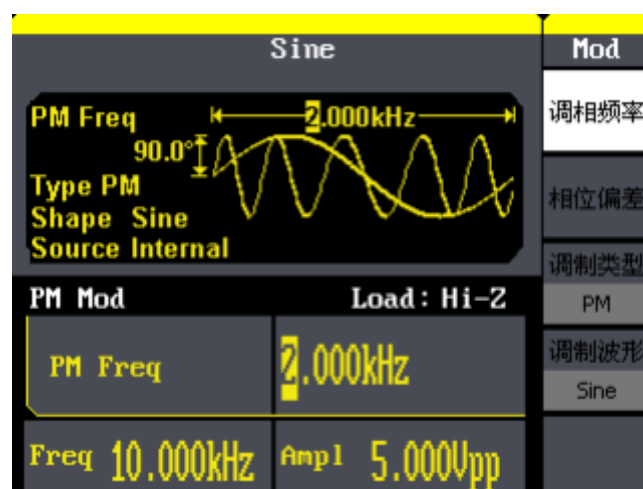 Sine
Mod
PM Freq
2.000kHz
90.0°
Type PM
Shape Sine
Source Internal
PM Mod
Load: Hi-Z
PM Freq
2.000kHz
Freq 10.000kHz
Ampl 5.000Vpp
调相频率
相位偏差
调制类型
PM
调制波形
Sine